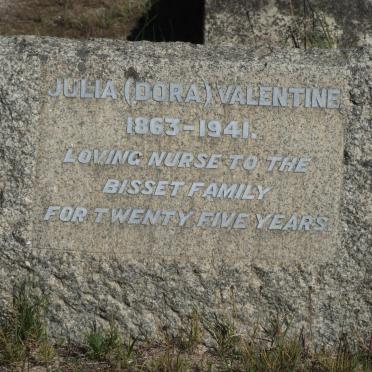 JULIA (DORA) VALENTINE
1863-1941.
LOVING NURSE TO THE
BISSET FAMILY
FOR TWENTY FIVE YEARS.